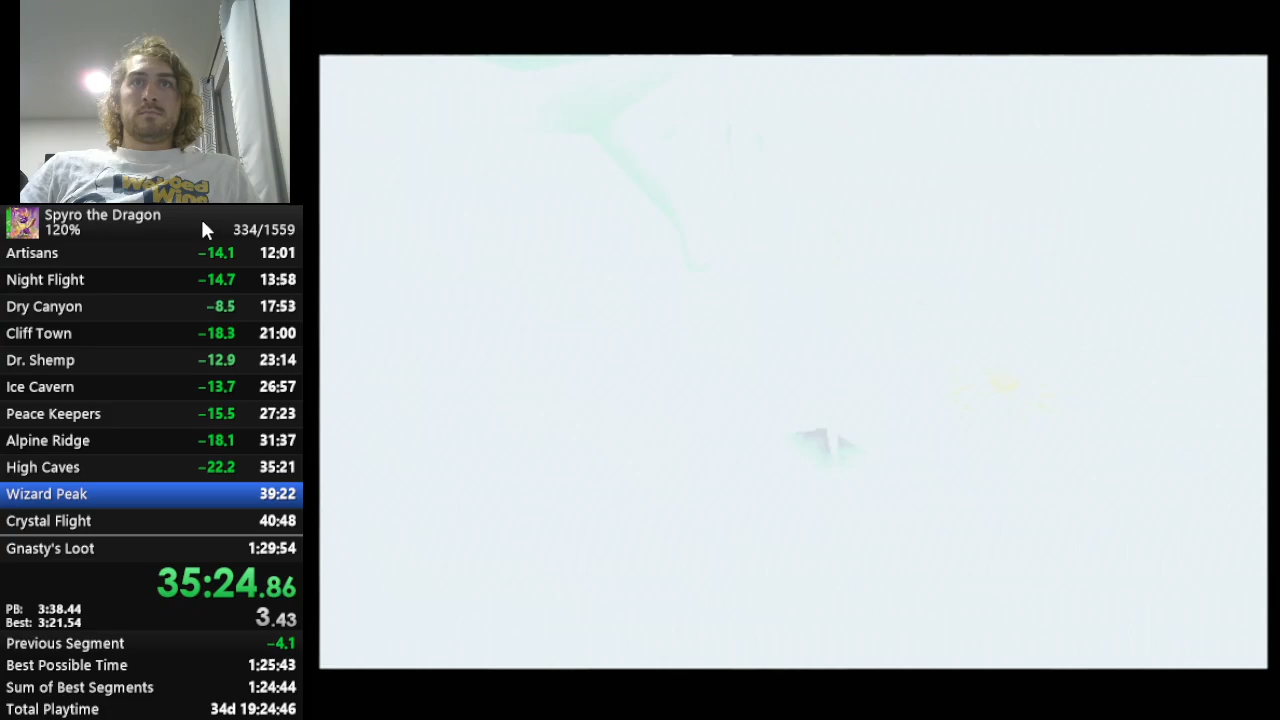 Warped
Wing
Spyro the Dragon
120% 334/1559
Artisans -14.1 12:01
Night Flight -14.7 13:58
Dry Canyon -8.5 17:53
Cliff Town -18.3 21:00
Dr. Shemp -12.9 23:14
Ice Cavern -13.7 26:57
Peace Keepers -15.5 27:23
Alpine Ridge -18.1 31:37
High Caves -22.2 35:21
Wizard Peak 39:22
Crystal Flight 40:48
Gnasty's Loot 1:29:54
35:24.86
PB: 3:38.44
Best: 3:21.54 3.43
Previous Segment -4.1
Best Possible Time 1:25:43
Sum of Best Segments 1:24:44
Total Playtime 34d 19:24:46